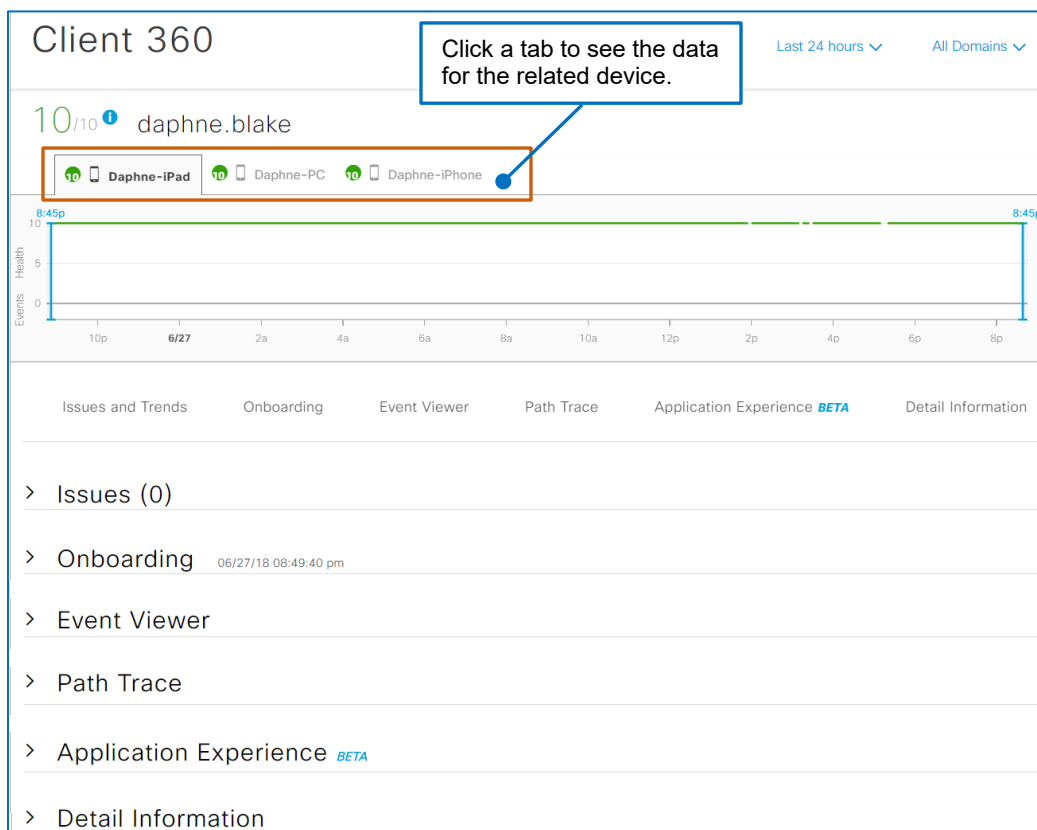 Client 360
Click a tab to see the data
for the related device.
Last 24 hours
All Domains
10/10 i daphne.blake
10 Daphne-iPad 10 Daphne-PC 10 Daphne-iPhone
8:45p 8:45p
10
Health
5
Events
0
10p 6/27 2a 4a 6a 8a 10a 12p 2p 4p 6p 8p
Issues and Trends Onboarding Event Viewer Path Trace Application Experience BETA Detail Information
Issues (0)
Onboarding 06/27/18 08:49:40 pm
Event Viewer
Path Trace
Application Experience BETA
Detail Information